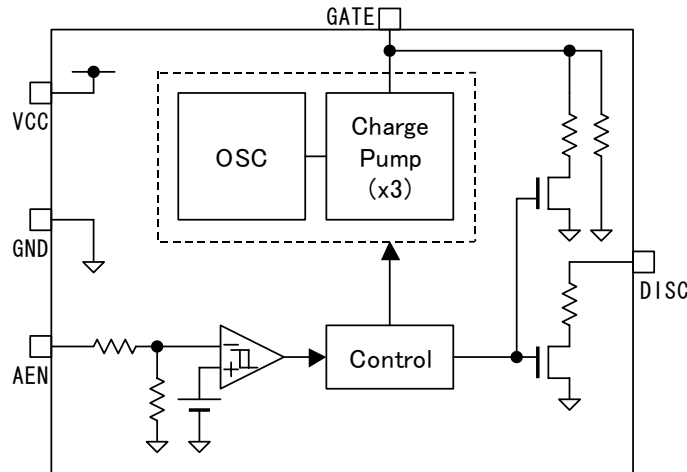 GATE
VCC
OSC
Charge
Pump
(x3)
GND
DISC
AEN
−
+
Control